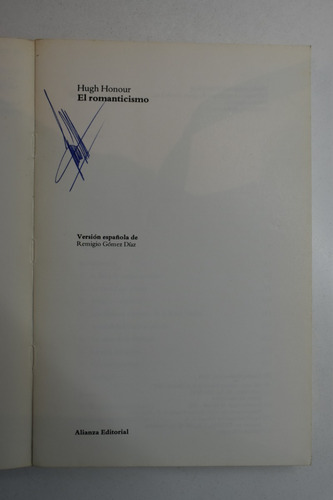 Hugh Honour
El romanticismo
Versión española de
Remigio Gómez Díaz
Alianza Editorial